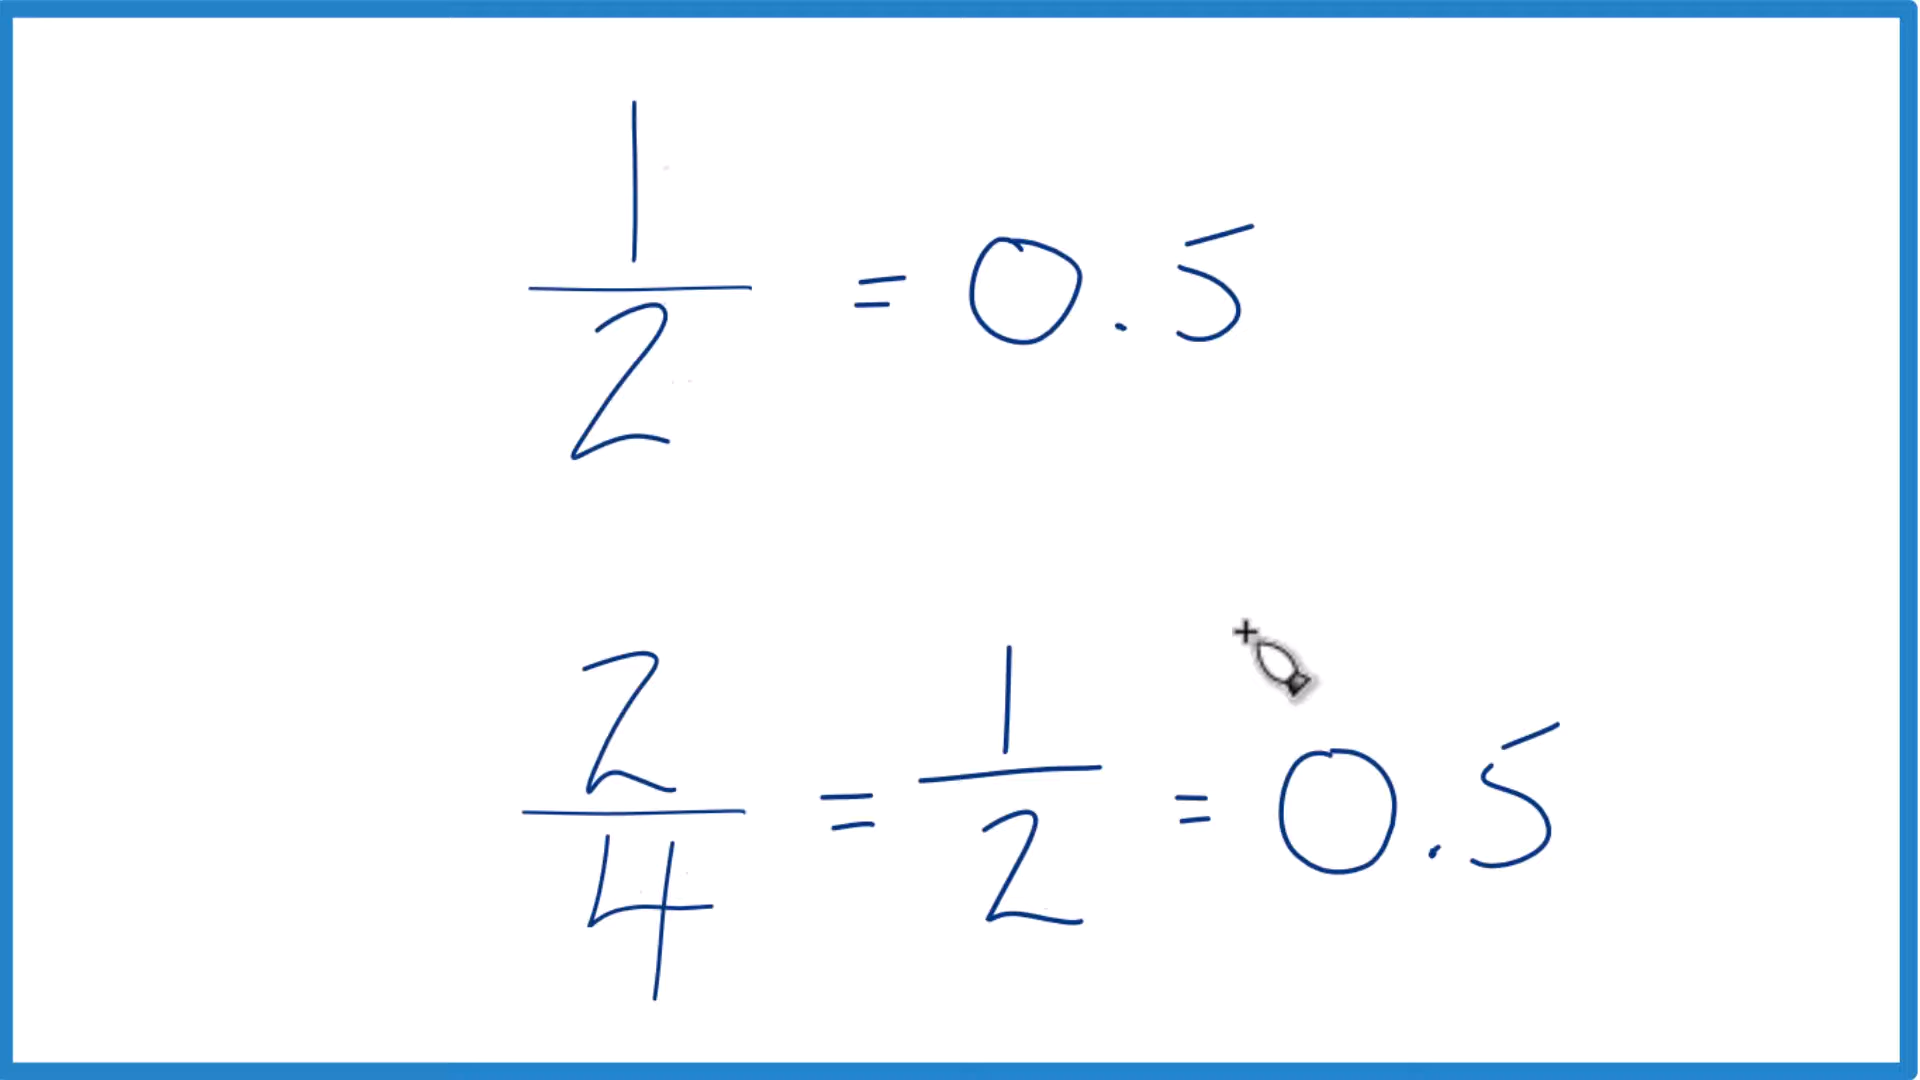 1/2 = 0.5
2/4 = 1/2 = 0.5